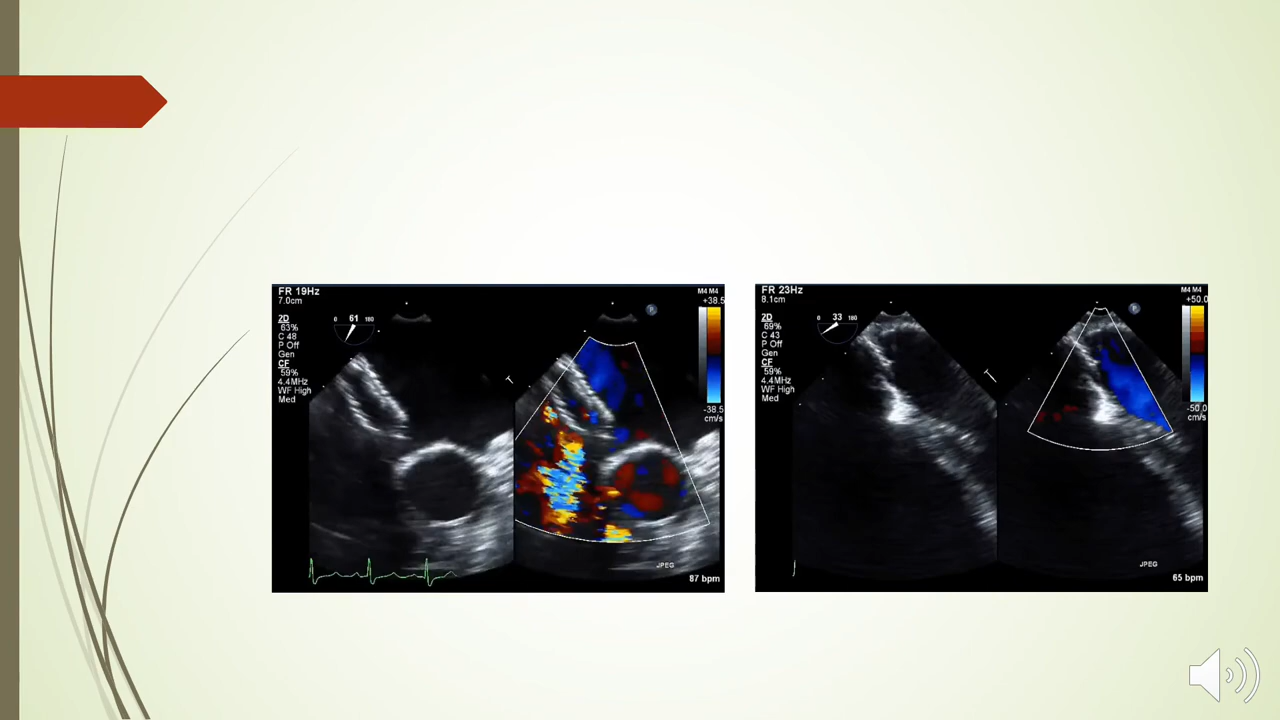 FR 19Hz
7.0cm
2D
63%
C 48
P Off
Gen
CF
59%
4.4MHz
WF High
Med
0 61 180
P
M4 M4
+38.5
-38.5
cm/s
JPEG
87 bpm
FR 23Hz
8.1cm
2D
69%
C 43
P Off
Gen
CF
59%
4.4MHz
WF High
Med
0 33 180
P
M4 M4
+50.0
-50.0
cm/s
JPEG
65 bpm